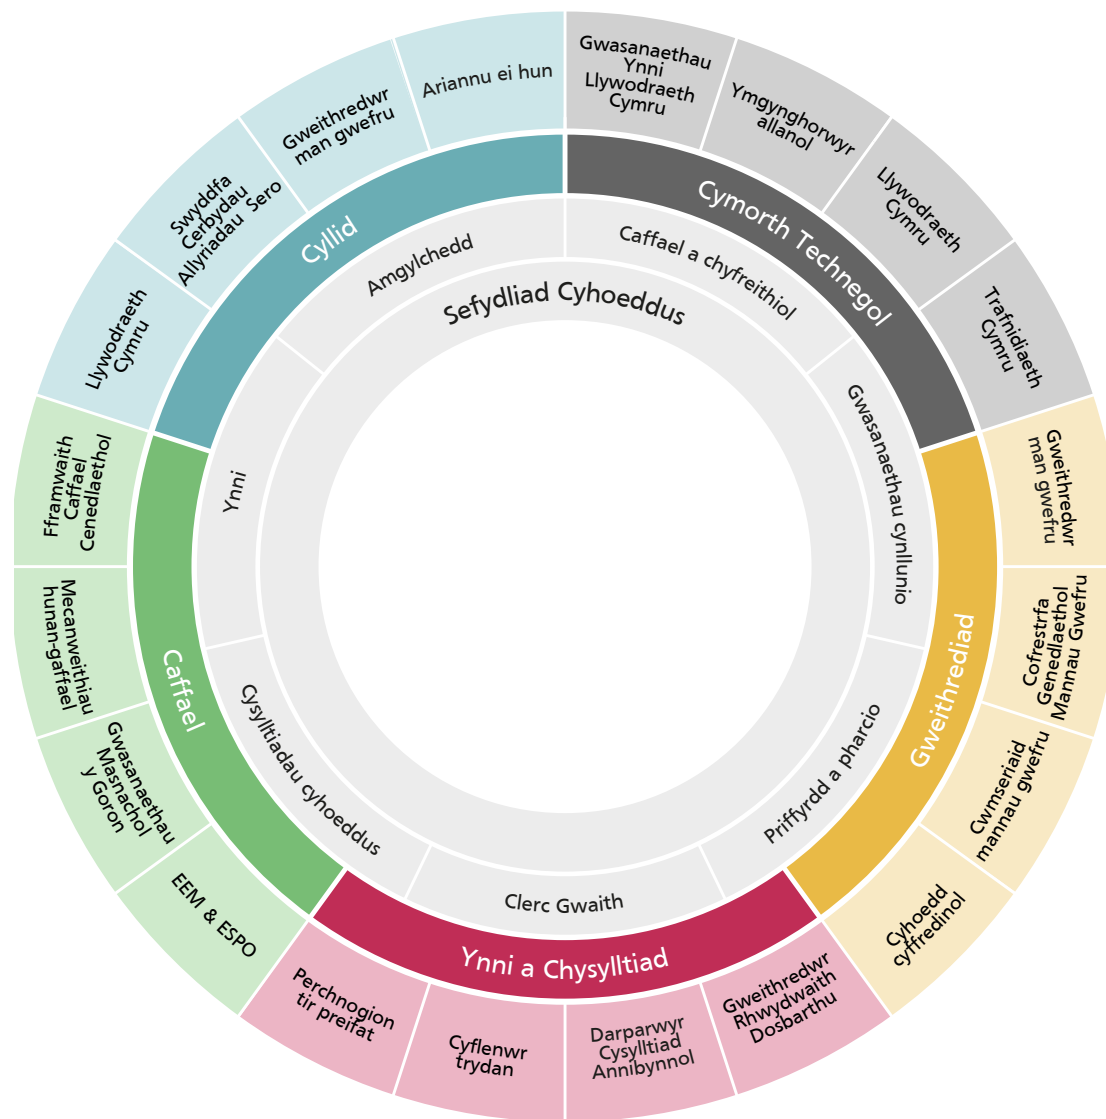 Gwasanaethau
Ynni
Llywodraeth
Cymru
Ymgynghorwyr
allanol
Llywodraeth
Cymru
Trafnidiaeth
Cymru
Gweithredwr
man gwefru
Cofrestrfa
Genedlaethol
Mannau Gwefru
Cwmseriaid
mannau gwefru
Cyhoedd
cyffredinol
Gweithredwr
Rhwydwaith
Dosbarthu
Darparwyr
Cysylltiad
Annibynnol
Cyflenwr
trydan
Perchnogion
tir preifat
EEM & ESPO
Gwasanaethau
Masnachol
y Goron
Mecanweithiau
hunan-gaffael
Fframwaith
Caffael
Cenedlaethol
Llywodraeth
Cymru
Swyddfa
Cerbydau
Allyriadau Sero
Gweithredwr
man gwefru
Ariannu ei hun
Cymorth Technegol
Gweithrediad
Ynni a Chysylltiad
Caffael
Cyllid
Caffael a chyfreithiol
Gwasanaethau cynllunio
Priffyrdd a pharcio
Clerc Gwaith
Cysylltiadau cyhoeddus
Ynni
Amgylchedd
Sefydliad Cyhoeddus